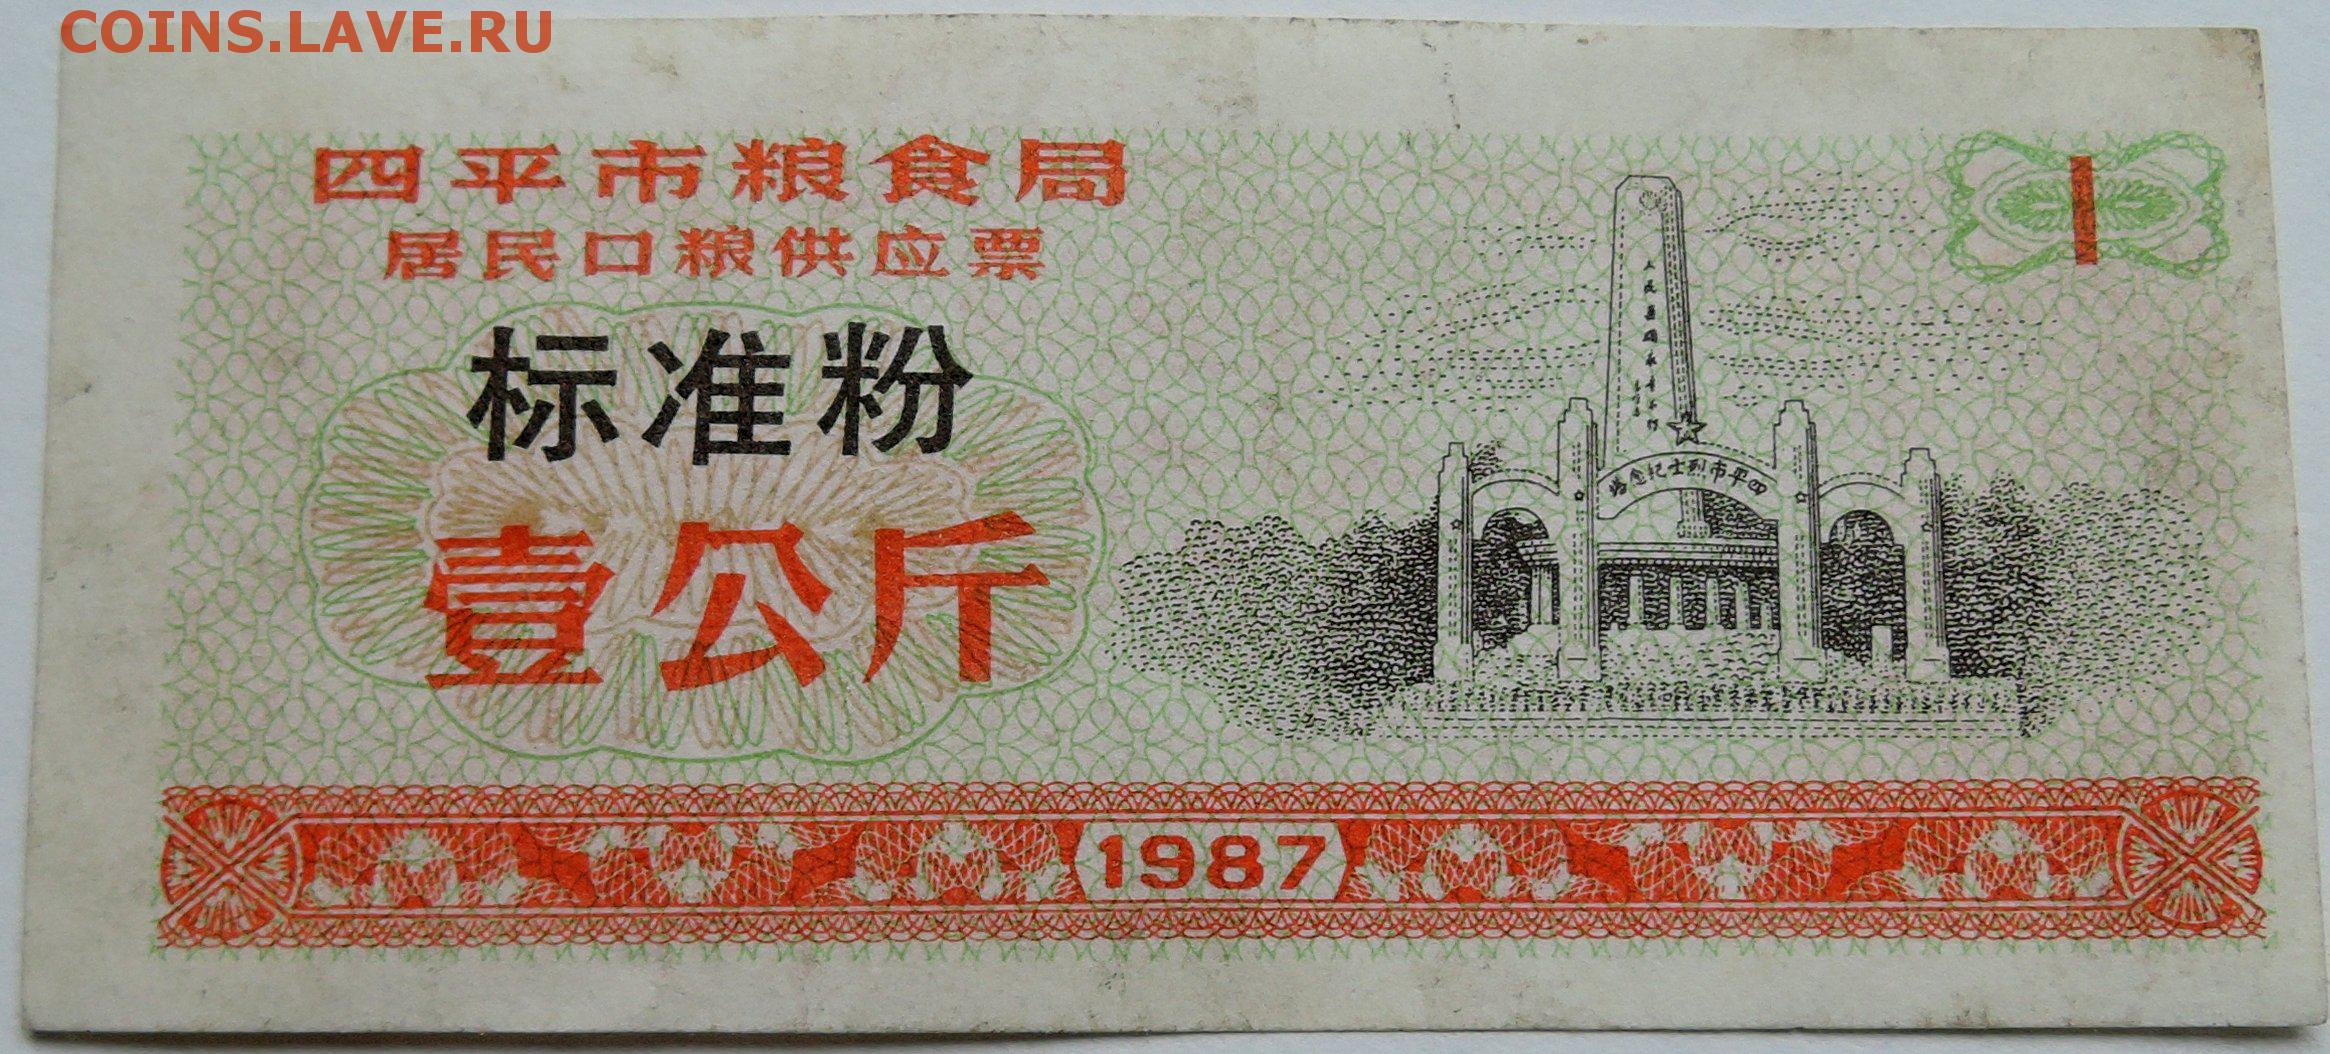 COINS.LAVE.RU
四平市粮食局
居民口粮供应票
标准粉
壹公斤
1
四平市烈士纪念塔
1987